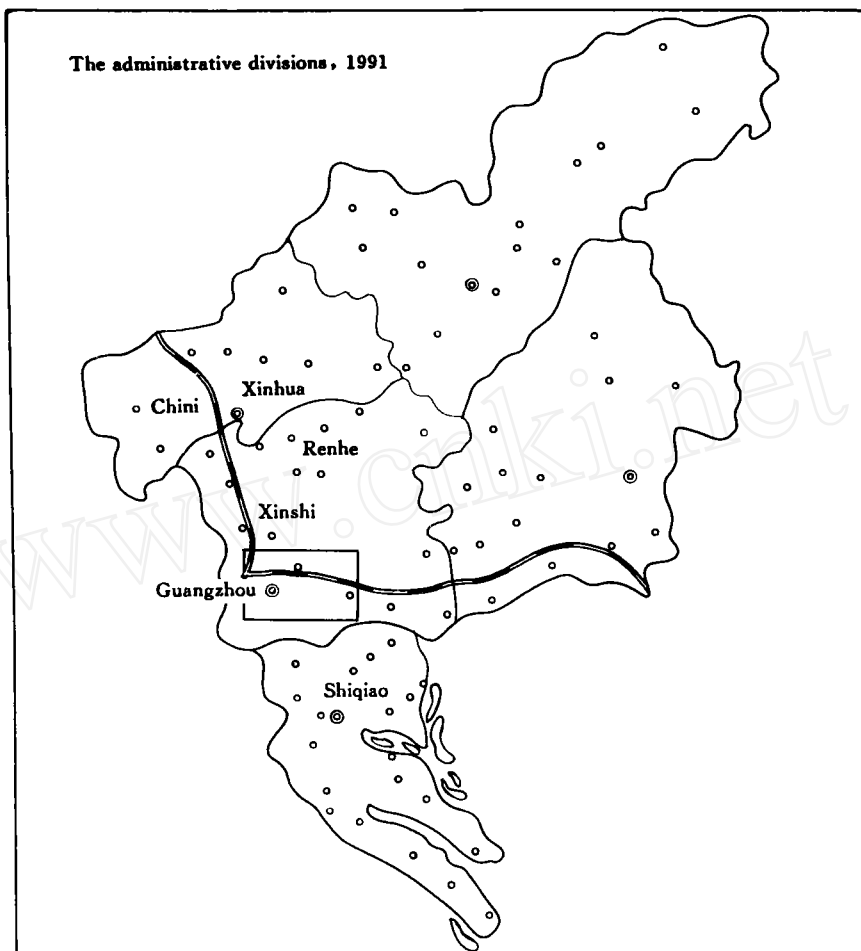 The administrative divisions, 1991
Xinhua
Chini
Renhe
Xinshi
Guangzhou
Shiqiao
www.cnki.net